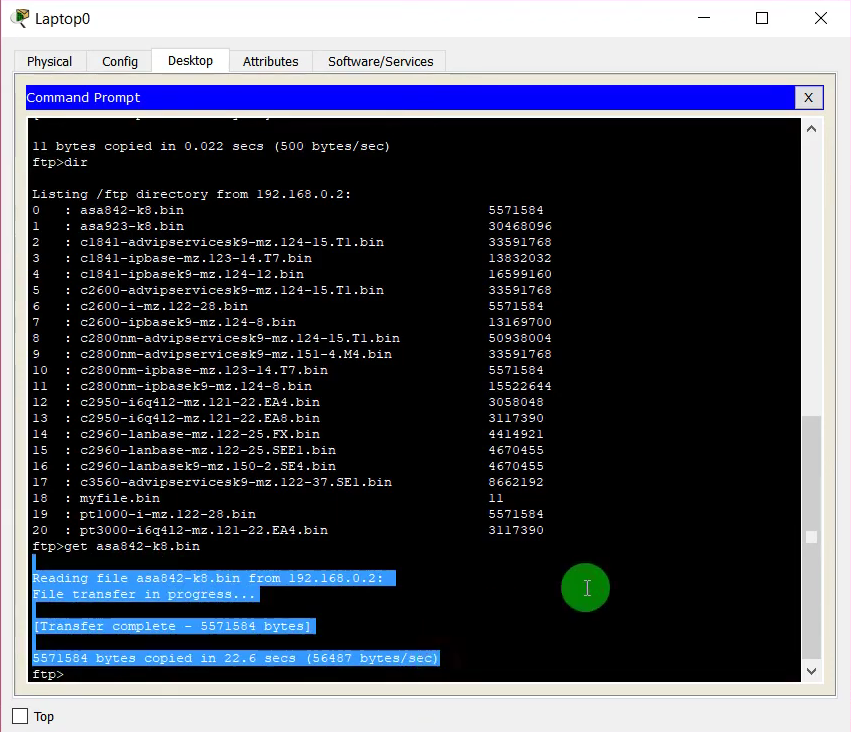 Laptop0
Physical Config Desktop Attributes Software/Services
Command Prompt X
11 bytes copied in 0.022 secs (500 bytes/sec)
ftp>dir
Listing /ftp directory from 192.168.0.2:
0 : asa842-k8.bin 5571584
1 : asa923-k8.bin 30468096
2 : c1841-advipservicesk9-mz.124-15.T1.bin 33591768
3 : c1841-ipbase-mz.123-14.T7.bin 13832032
4 : c1841-ipbasek9-mz.124-12.bin 16599160
5 : c2600-advipservicesk9-mz.124-15.T1.bin 33591768
6 : c2600-i-mz.122-28.bin 5571584
7 : c2600-ipbasek9-mz.124-8.bin 13169700
8 : c2800nm-advipservicesk9-mz.124-15.T1.bin 50938004
9 : c2800nm-advipservicesk9-mz.151-4.M4.bin 33591768
10 : c2800nm-ipbase-mz.123-14.T7.bin 5571584
11 : c2800nm-ipbasek9-mz.124-8.bin 15522644
12 : c2950-i6q4l2-mz.121-22.EA4.bin 3058048
13 : c2950-i6q4l2-mz.121-22.EA8.bin 3117390
14 : c2960-lanbase-mz.122-25.FX.bin 4414921
15 : c2960-lanbase-mz.122-25.SEE1.bin 4670455
16 : c2960-lanbasek9-mz.150-2.SE4.bin 4670455
17 : c3560-advipservicesk9-mz.122-37.SE1.bin 8662192
18 : myfile.bin 11
19 : pt1000-i-mz.122-28.bin 5571584
20 : pt3000-i6q4l2-mz.121-22.EA4.bin 3117390
ftp>get asa842-k8.bin
Reading file asa842-k8.bin from 192.168.0.2:
File transfer in progress...
[Transfer complete - 5571584 bytes]
5571584 bytes copied in 22.6 secs (56487 bytes/sec)
ftp>
Top